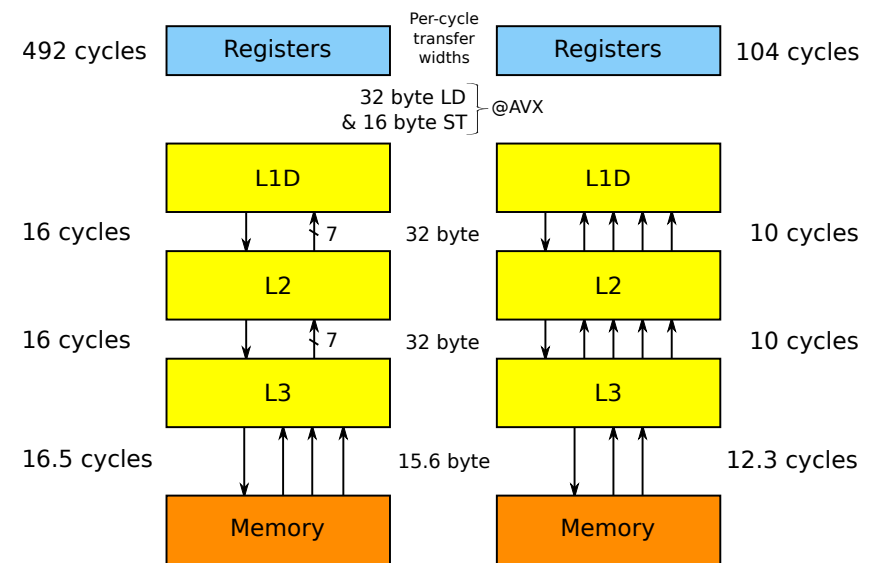 Per-cycle
transfer
widths
492 cycles
Registers
Registers
104 cycles
32 byte LD
& 16 byte ST
@AVX
L1D
L1D
16 cycles
7
32 byte
10 cycles
L2
L2
16 cycles
7
32 byte
10 cycles
L3
L3
16.5 cycles
15.6 byte
12.3 cycles
Memory
Memory